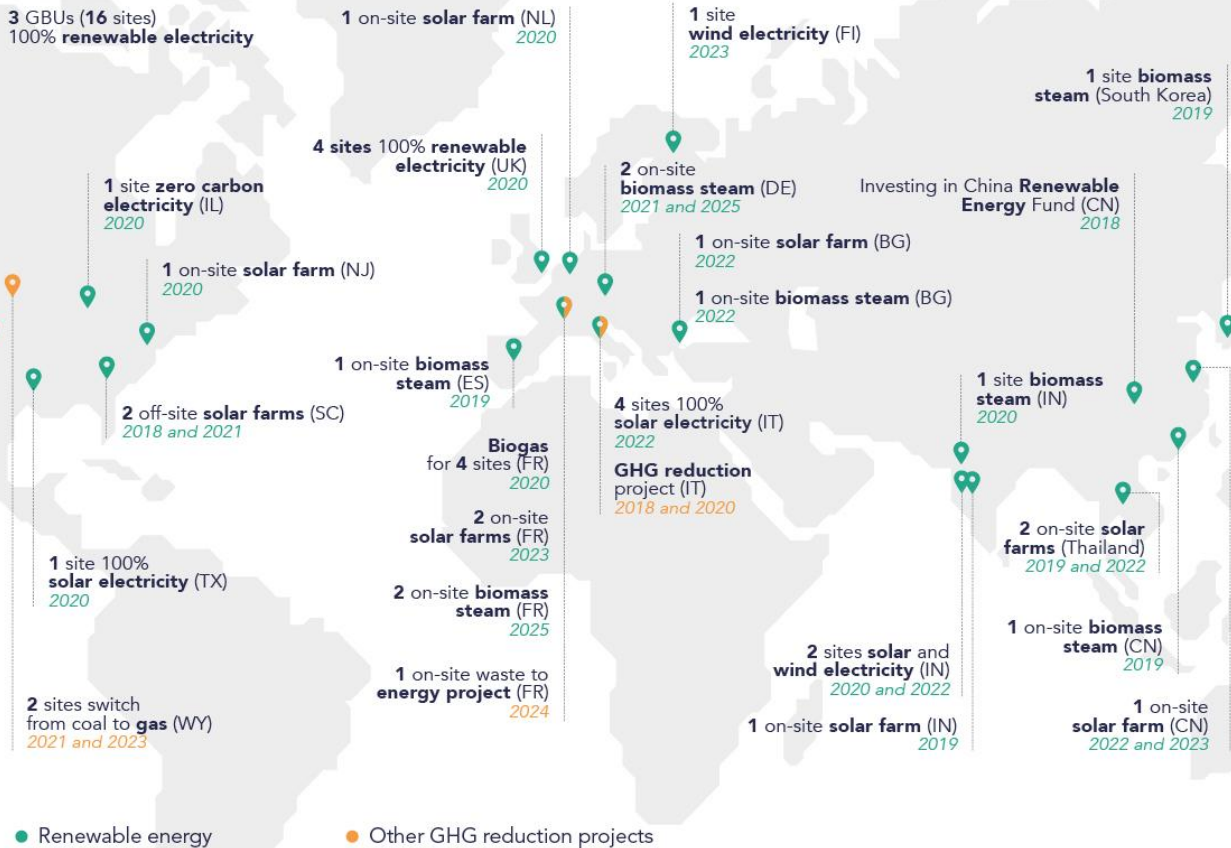 3 GBUs (16 sites)
100% renewable electricity
1 on-site solar farm (NL)
2020
1 site
wind electricity (FI)
2023
1 site biomass
steam (South Korea)
2019
4 sites 100% renewable
electricity (UK)
2020
2 on-site
biomass steam (DE)
2021 and 2025
Investing in China Renewable
Energy Fund (CN)
2018
1 site zero carbon
electricity (IL)
2020
1 on-site solar farm (BG)
2022
1 on-site solar farm (NJ)
2020
1 on-site biomass steam (BG)
2022
1 on-site biomass
steam (ES)
2019
1 site biomass
steam (IN)
2020
2 off-site solar farms (SC)
2018 and 2021
4 sites 100%
solar electricity (IT)
2022
Biogas
for 4 sites (FR)
2020
GHG reduction
project (IT)
2018 and 2020
2 on-site
solar farms (FR)
2023
2 on-site solar
farms (Thailand)
2019 and 2022
1 site 100%
solar electricity (TX)
2020
2 on-site biomass
steam (FR)
2025
1 on-site biomass
steam (CN)
2019
2 sites solar and
wind electricity (IN)
2020 and 2022
1 on-site waste to
energy project (FR)
2024
2 sites switch
from coal to gas (WY)
2021 and 2023
1 on-site solar farm (IN)
2019
1 on-site
solar farm (CN)
2022 and 2023
Renewable energy
Other GHG reduction projects